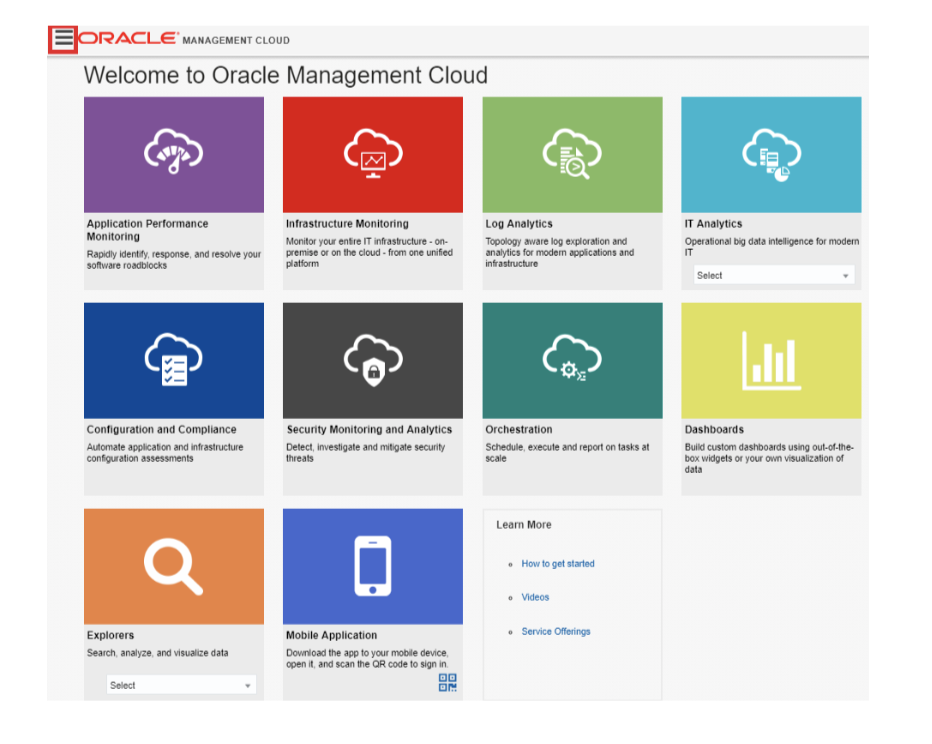 ORACLE MANAGEMENT CLOUD
Welcome to Oracle Management Cloud
Application Performance
Monitoring
Rapidly identify, response, and resolve your
software roadblocks
Infrastructure Monitoring
Monitor your entire IT infrastructure - on-
premise or on the cloud - from one unified
platform
Log Analytics
Topology aware log exploration and
analytics for modern applications and
infrastructure
IT Analytics
Operational big data intelligence for modern
IT
Select
Configuration and Compliance
Automate application and infrastructure
configuration assessments
Security Monitoring and Analytics
Detect, investigate and mitigate security
threats
Orchestration
Schedule, execute and report on tasks at
scale
Dashboards
Build custom dashboards using out-of-the-
box widgets or your own visualization of
data
Explorers
Search, analyze, and visualize data
Select
Mobile Application
Download the app to your mobile device,
open it, and scan the QR code to sign in.
Learn More
How to get started
Videos
Service Offerings